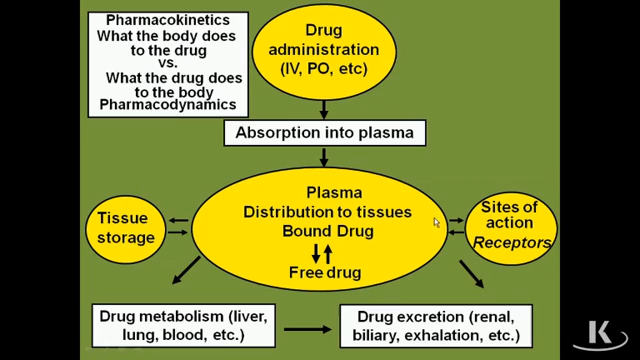 Pharmacokinetics
What the body does
to the drug
vs.
What the drug does
to the body
Pharmacodynamics
Drug
administration
(IV, PO, etc)
Absorption into plasma
Plasma
Distribution to tissues
Bound Drug
Free drug
Tissue
storage
Sites of
action
Receptors
Drug metabolism (liver,
lung, blood, etc.)
Drug excretion (renal,
biliary, exhalation, etc.)
K